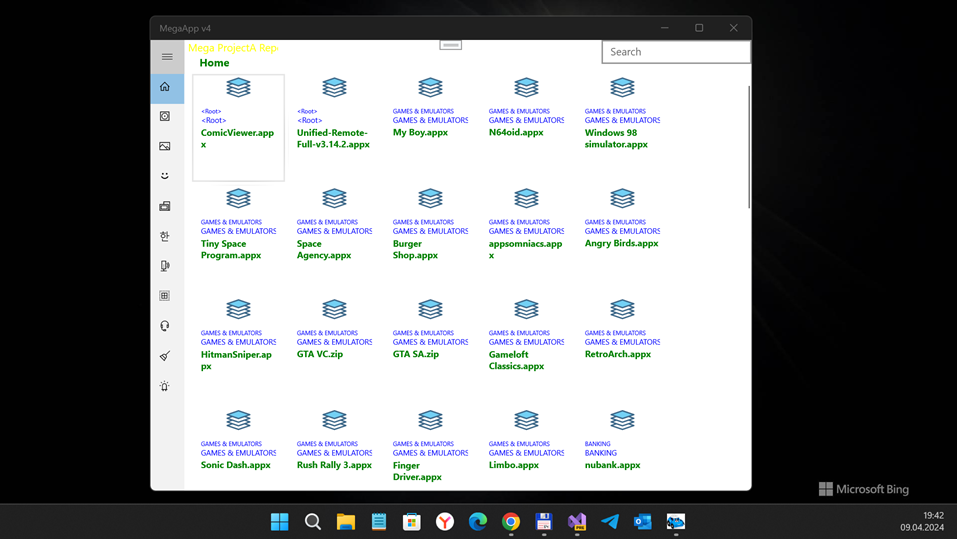 MegaApp v4
Mega ProjectA Rep
Search
Home
<Root>
<Root>
ComicViewer.app
x
<Root>
<Root>
Unified-Remote-
Full-v3.14.2.appx
GAMES & EMULATORS
GAMES & EMULATORS
My Boy.appx
GAMES & EMULATORS
GAMES & EMULATORS
N64oid.appx
GAMES & EMULATORS
GAMES & EMULATORS
Windows 98
simulator.appx
GAMES & EMULATORS
GAMES & EMULATORS
Tiny Space
Program.appx
GAMES & EMULATORS
GAMES & EMULATORS
Space
Agency.appx
GAMES & EMULATORS
GAMES & EMULATORS
Burger
Shop.appx
GAMES & EMULATORS
GAMES & EMULATORS
appsomniacs.app
x
GAMES & EMULATORS
GAMES & EMULATORS
Angry Birds.appx
한
GAMES & EMULATORS
GAMES & EMULATORS
HitmanSniper.ap
px
GAMES & EMULATORS
GAMES & EMULATORS
GTA VC.zip
GAMES & EMULATORS
GAMES & EMULATORS
GTA SA.zip
GAMES & EMULATORS
GAMES & EMULATORS
Gameloft
Classics.appx
GAMES & EMULATORS
GAMES & EMULATORS
RetroArch.appx
GAMES & EMULATORS
GAMES & EMULATORS
Sonic Dash.appx
GAMES & EMULATORS
GAMES & EMULATORS
Rush Rally 3.appx
GAMES & EMULATORS
GAMES & EMULATORS
Finger
Driver.appx
GAMES & EMULATORS
GAMES & EMULATORS
Limbo.appx
BANKING
BANKING
nubank.appx
Microsoft Bing
PRE
19:42
09.04.2024